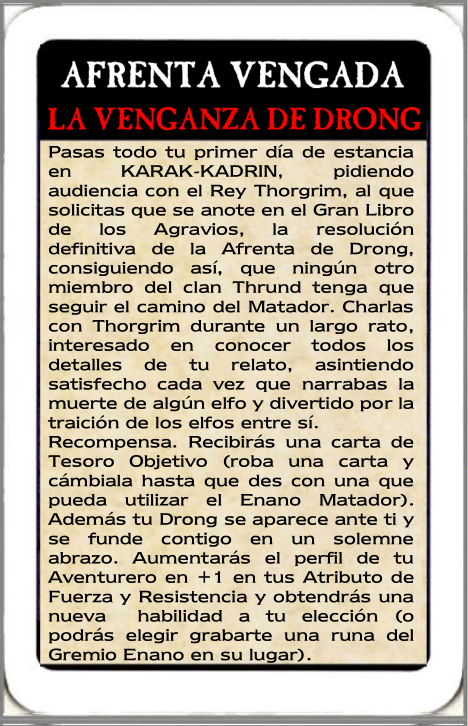 AFRENTA VENGADA
LA VENGANZA DE DRONG
Pasas todo tu primer día de estancia
en KARAK-KADRIN, pidiendo
audiencia con el Rey Thorgrim, al que
solicitas que se anote en el Gran Libro
de los Agravios, la resolución
definitiva de la Afrenta de Drong,
consiguiendo así, que ningún otro
miembro del clan Thrund tenga que
seguir el camino del Matador. Charlas
con Thorgrim durante un largo rato,
interesado en conocer todos los
detalles de tu relato, asintiendo
satisfecho cada vez que narrabas la
muerte de algún elfo y divertido por la
traición de los elfos entre sí.
Recompensa. Recibirás una carta de
Tesoro Objetivo (roba una carta y
cámbiala hasta que des con una que
pueda utilizar el Enano Matador).
Además tu Drong se aparece ante ti y
se funde contigo en un solemne
abrazo. Aumentarás el perfil de tu
Aventurero en +1 en tus Atributo de
Fuerza y Resistencia y obtendrás una
nueva habilidad a tu elección (o
podrás elegir grabarte una runa del
Gremio Enano en su lugar).